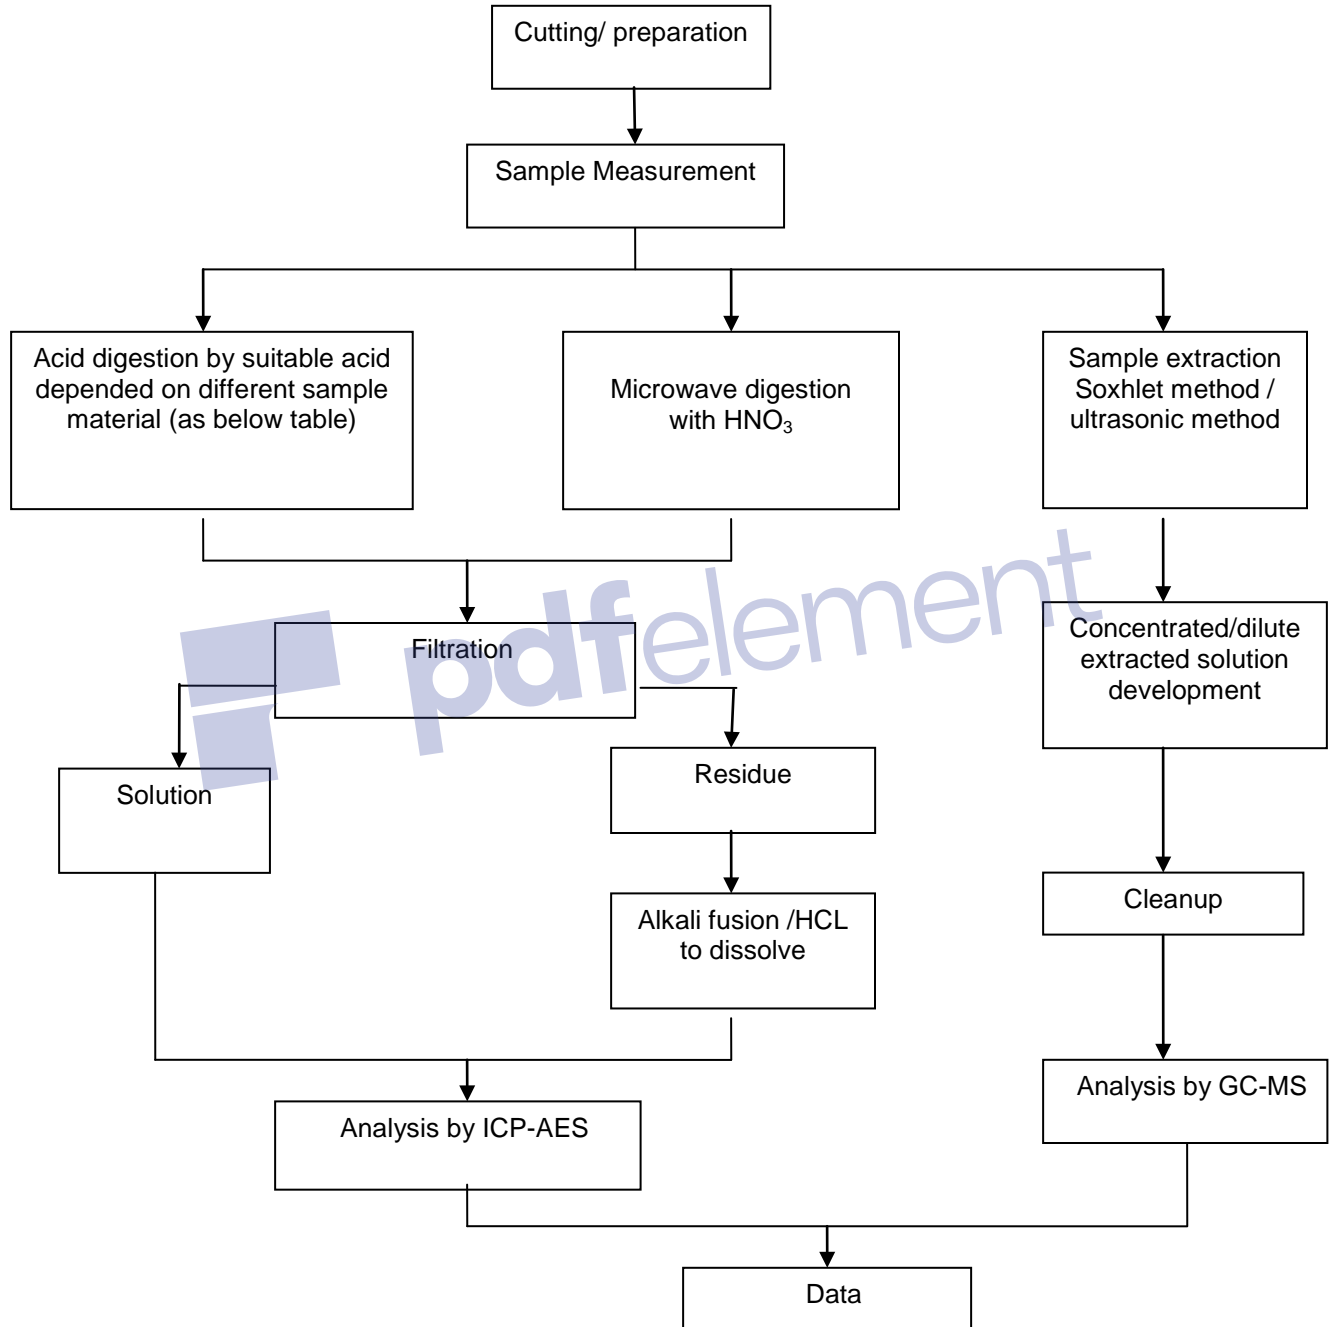 Cutting/ preparation
Sample Measurement
Acid digestion by suitable acid
depended on different sample
material (as below table)
Microwave digestion
with HNO₃
Sample extraction
Soxhlet method /
ultrasonic method
Filtration
Concentrated/dilute
extracted solution
development
Solution
Residue
Alkali fusion /HCL
to dissolve
Cleanup
Analysis by ICP-AES
Analysis by GC-MS
Data
pdfelement